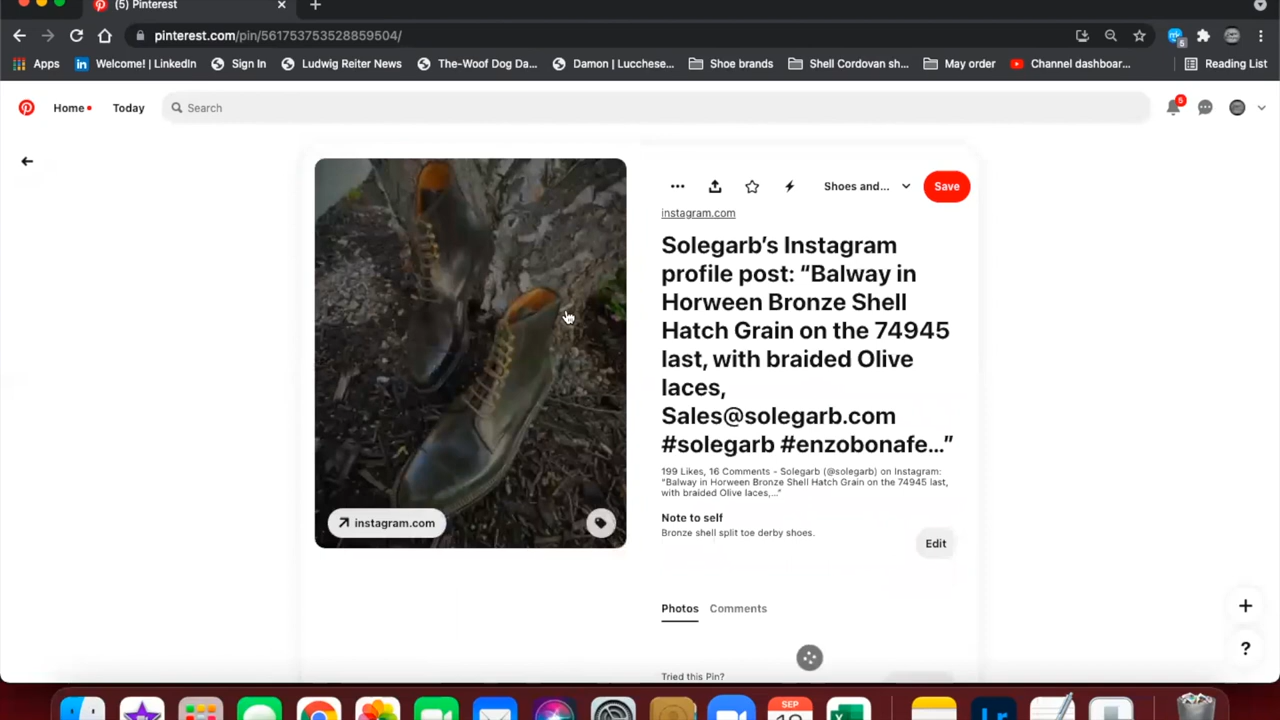 (5) Pinterest
pinterest.com/pin/561753753528859504/
5
Apps
Welcome! | LinkedIn
Sign In
Ludwig Reiter News
The-Woof Dog Da...
Damon | Lucchese...
Shoe brands
Shell Cordovan sh...
May order
Channel dashboar...
Reading List
Home
Today
Search
5
Shoes and...
Save
instagram.com
Solegarb's Instagram
profile post: “Balway in
Horween Bronze Shell
Hatch Grain on the 74945
last, with braided Olive
laces,
Sales@solegarb.com
#solegarb #enzobonafe...”
199 Likes, 16 Comments - Solegarb (@solegarb) on Instagram:
“Balway in Horween Bronze Shell Hatch Grain on the 74945 last,
with braided Olive laces,...”
Note to self
Bronze shell split toe derby shoes.
Edit
instagram.com
Photos
Comments
Tried this Pin?
+
?
SEP